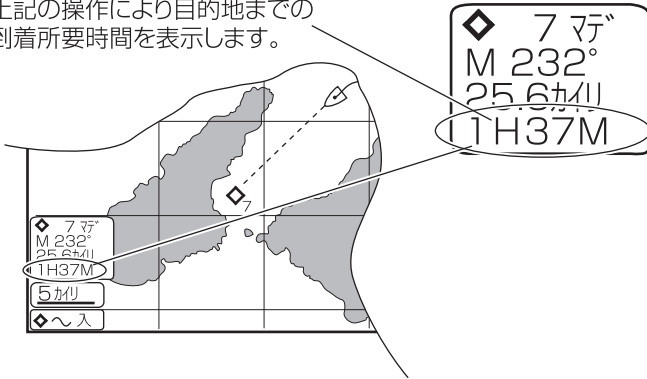 上記の操作により目的地までの
到着所要時間を表示します。
◇ 7 マデ
M 232°
25.6カイリ
1H37M
7
◇ 7 マデ
M 232°
25.6カイリ
1H37M
5カイリ
◇〜入